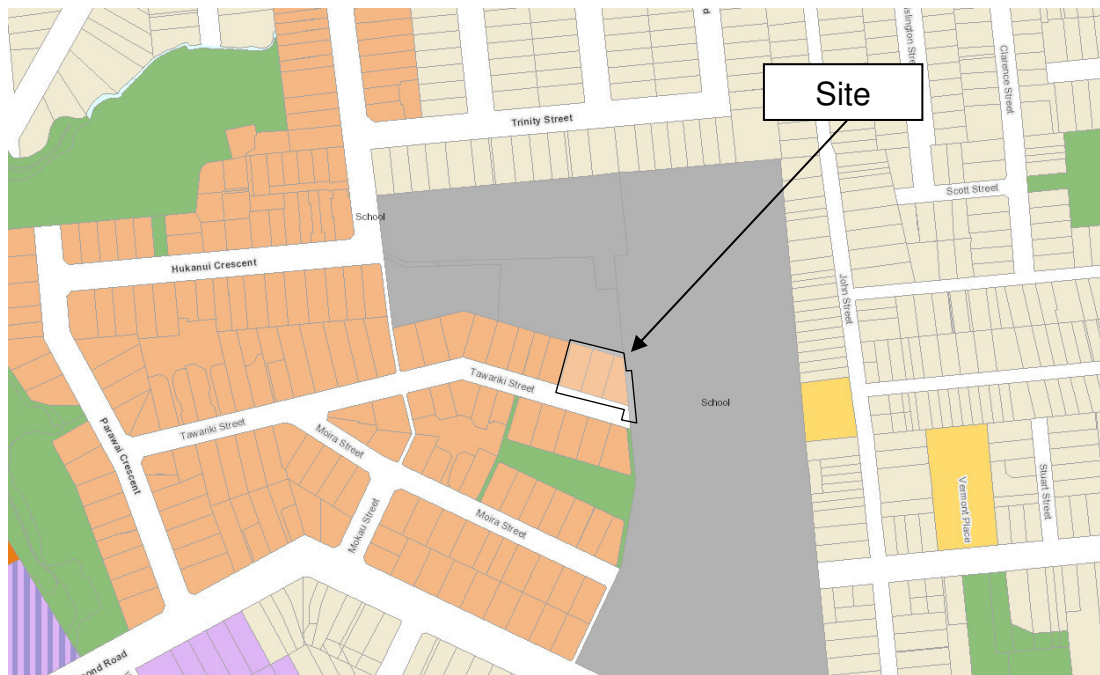 Site
Trinity Street
Clarence Street
Scott Street
School
Hukanui Crescent
John Street
Tawariki Street
School
Parawai Crescent
Tawariki Street
Moira Street
Mokau Street
Moira Street
Vermont Place
Stuart Street